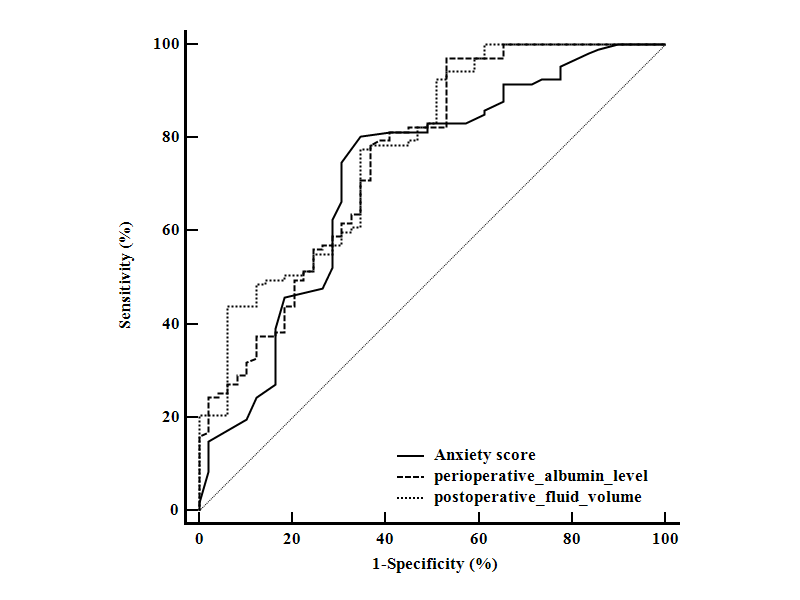 100
80
60
40
20
0
Sensitivity (%)
Anxiety score
perioperative_albumin_level
postoperative_fluid_volume
0 20 40 60 80 100
1-Specificity (%)